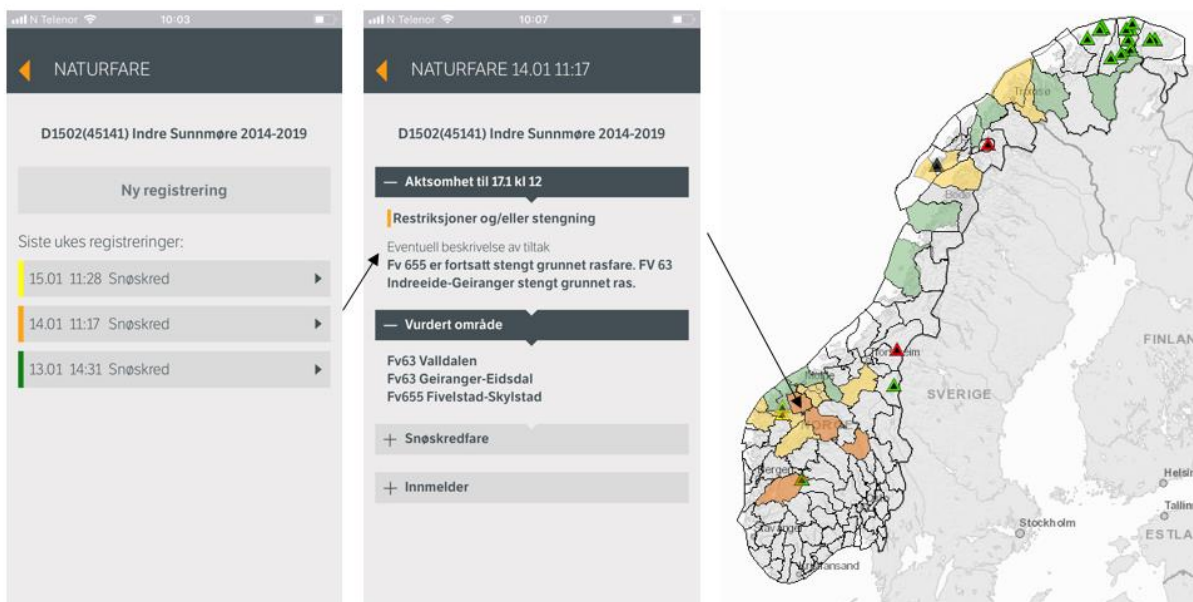 N Telenor 10:03
NATURFARE
D1502(45141) Indre Sunnmøre 2014-2019
Ny registrering
Siste ukes registreringer:
15.01 11:28 Snøskred
14.01 11:17 Snøskred
13.01 14:31 Snøskred
N Telenor 10:07
NATURFARE 14.01 11:17
D1502(45141) Indre Sunnmøre 2014-2019
— Aktsomhet til 17.1 kl 12
Restriksjoner og/eller stengning
Eventuell beskrivelse av tiltak
Fv 655 er fortsatt stengt grunnet rasfare. FV 63
Indreeide-Geiranger stengt grunnet ras.
— Vurdert område
Fv63 Valldalen
Fv63 Geiranger-Eidsdal
Fv655 Fivelstad-Skylstad
+ Snøskredfare
+ Innmelder
Tromsø
Bodø
FINLAN
SVERIGE
NORGE
Bergen
Helsin
Tallinn
Stockholm
ESTLA
Stavanger